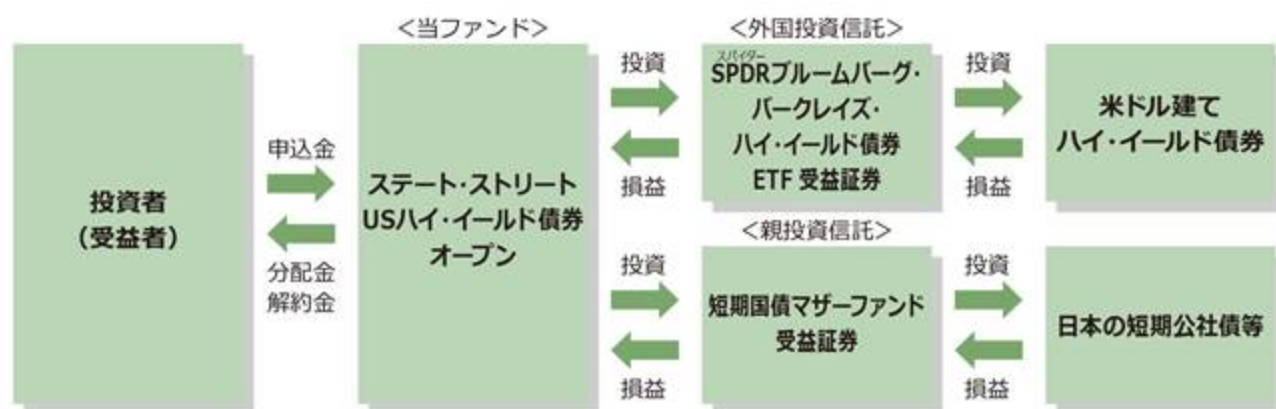 投資者
（受益者）
申込金
分配金
解約金
＜当ファンド＞
ステート・ストリート
USハイ・イールド債券
オープン
投資
損益
投資
損益
＜外国投資信託＞
スパイダー
SPDRブルームバーグ・
バークレイズ・
ハイ・イールド債券
ETF 受益証券
＜親投資信託＞
短期国債マザーファンド
受益証券
投資
損益
投資
損益
米ドル建て
ハイ・イールド債券
日本の短期公社債等